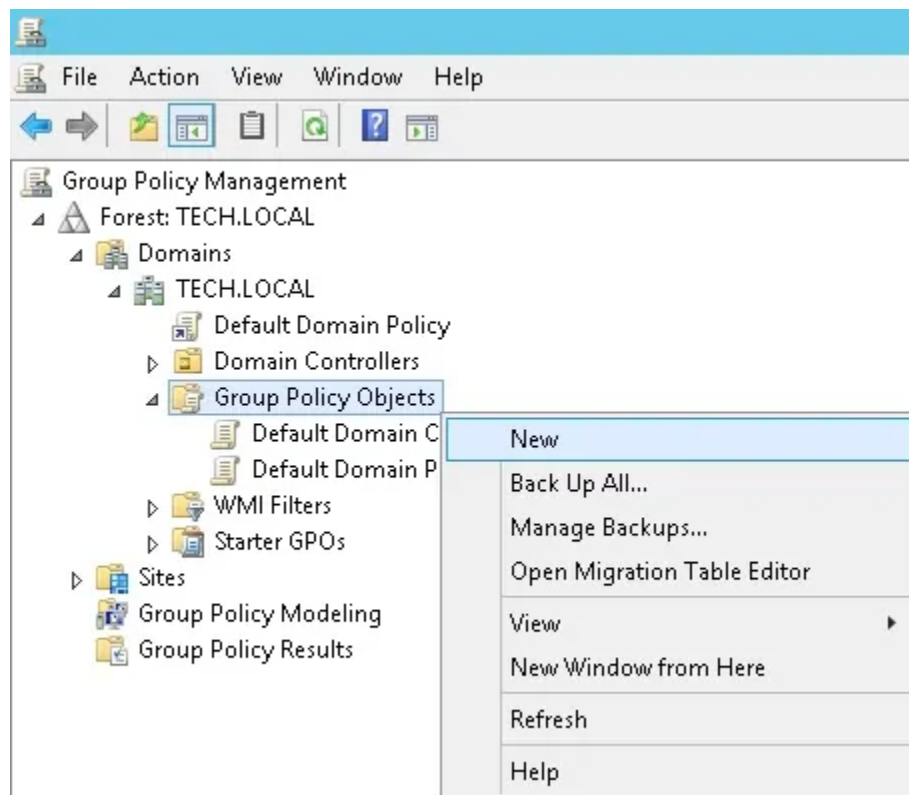 File Action View Window Help
Group Policy Management
Forest: TECH.LOCAL
Domains
TECH.LOCAL
Default Domain Policy
Domain Controllers
Group Policy Objects
Default Domain C
Default Domain P
WMI Filters
Starter GPOs
Sites
Group Policy Modeling
Group Policy Results
New
Back Up All...
Manage Backups...
Open Migration Table Editor
View
New Window from Here
Refresh
Help